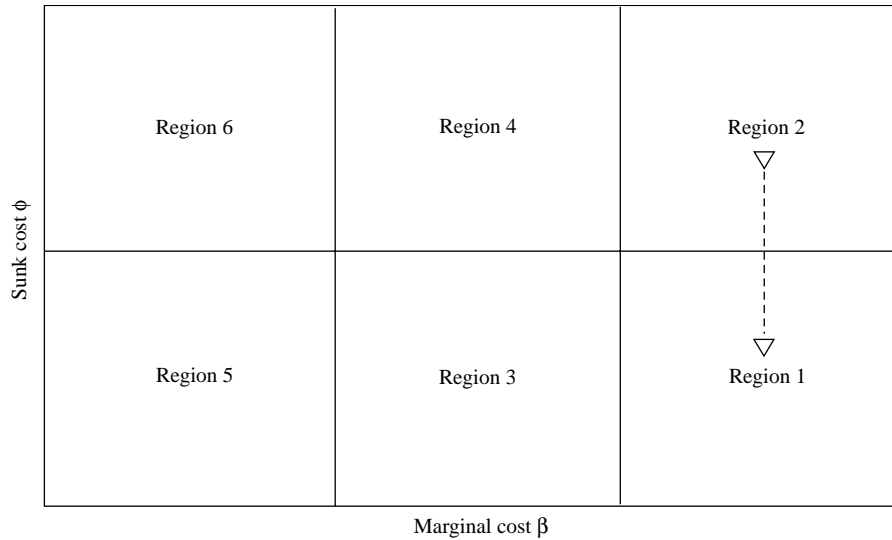 Region 6
Region 4
Region 2
Sunk cost ϕ
Region 5
Region 3
Region 1
Marginal cost β